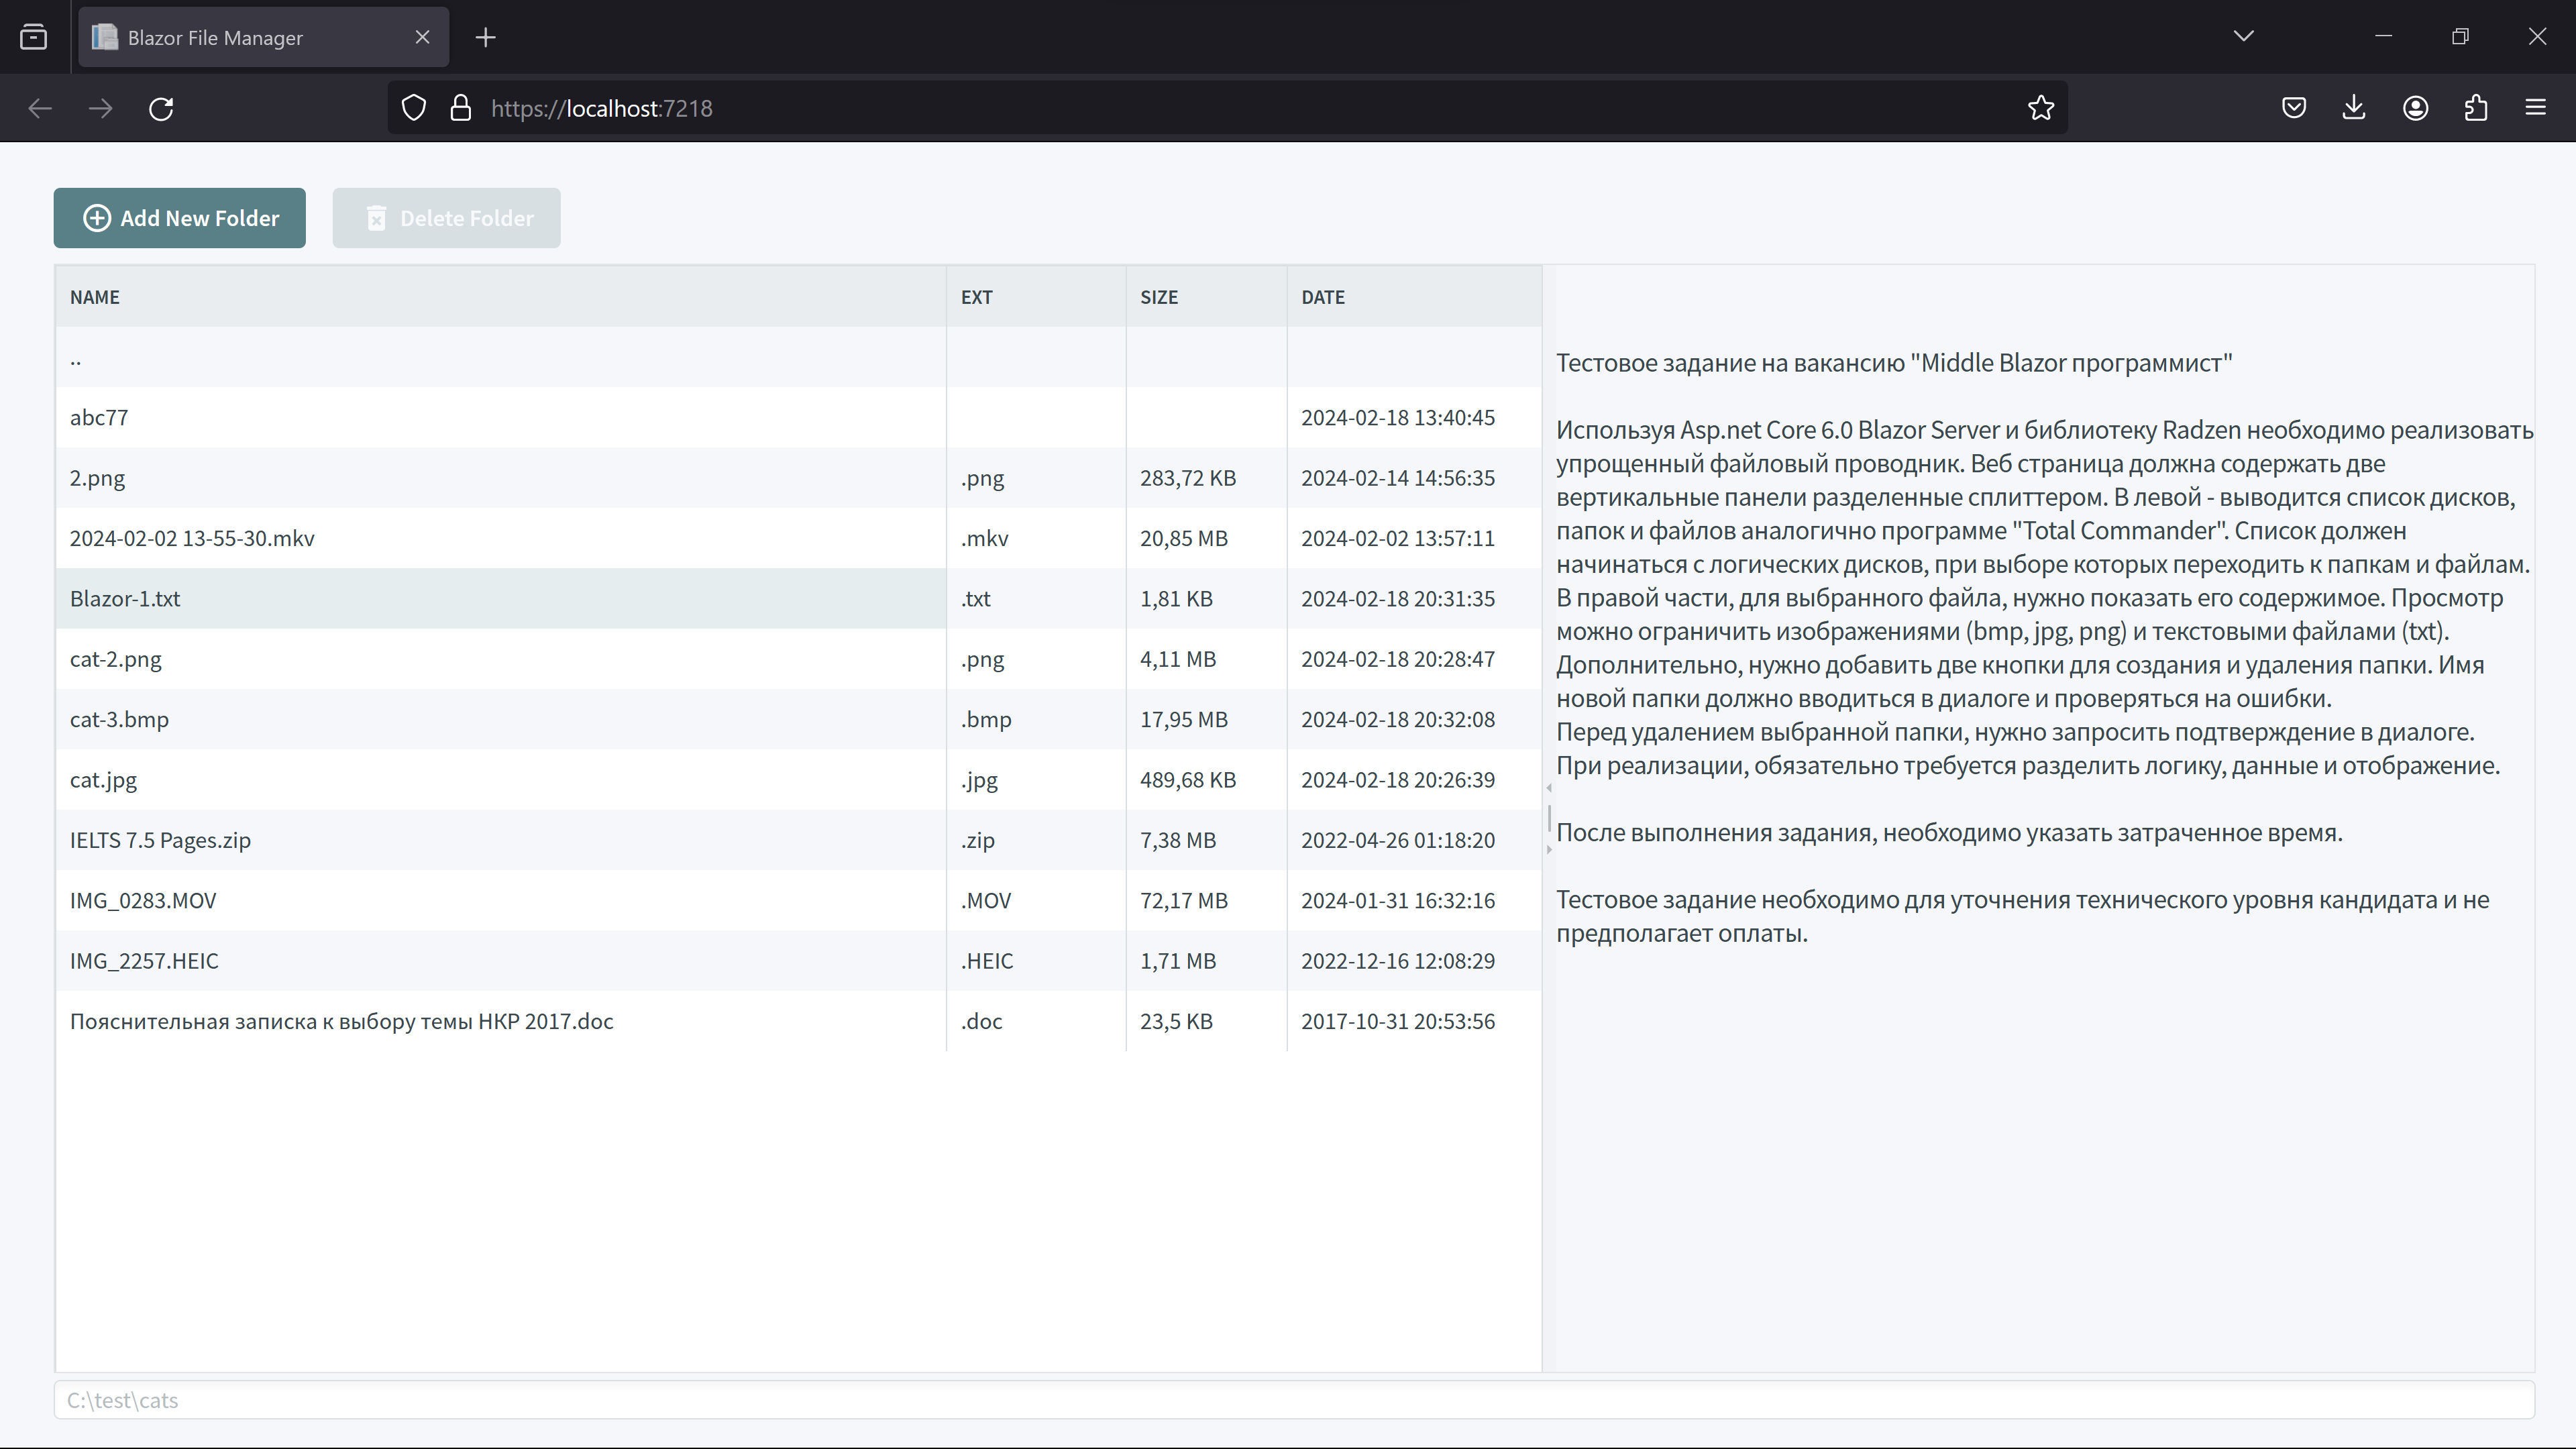 Blazor File Manager
https://localhost:7218
Add New Folder
Delete Folder
NAME EXT SIZE DATE
..
abc77 2024-02-18 13:40:45
2.png .png 283,72 KB 2024-02-14 14:56:35
2024-02-02 13-55-30.mkv .mkv 20,85 MB 2024-02-02 13:57:11
Blazor-1.txt .txt 1,81 KB 2024-02-18 20:31:35
cat-2.png .png 4,11 MB 2024-02-18 20:28:47
cat-3.bmp .bmp 17,95 MB 2024-02-18 20:32:08
cat.jpg .jpg 489,68 KB 2024-02-18 20:26:39
IELTS 7.5 Pages.zip .zip 7,38 MB 2022-04-26 01:18:20
IMG_0283.MOV .MOV 72,17 MB 2024-01-31 16:32:16
IMG_2257.HEIC .HEIC 1,71 MB 2022-12-16 12:08:29
Пояснительная записка к выбору темы НКР 2017.doc .doc 23,5 KB 2017-10-31 20:53:56
Тестовое задание на вакансию "Middle Blazor программист"
Используя Asp.net Core 6.0 Blazor Server и библиотеку Radzen необходимо реализовать
упрощенный файловый проводник. Веб страница должна содержать две
вертикальные панели разделенные сплиттером. В левой - выводится список дисков,
папок и файлов аналогично программе "Total Commander". Список должен
начинаться с логических дисков, при выборе которых переходить к папкам и файлам.
В правой части, для выбранного файла, нужно показать его содержимое. Просмотр
можно ограничить изображениями (bmp, jpg, png) и текстовыми файлами (txt).
Дополнительно, нужно добавить две кнопки для создания и удаления папки. Имя
новой папки должно вводиться в диалоге и проверяться на ошибки.
Перед удалением выбранной папки, нужно запросить подтверждение в диалоге.
При реализации, обязательно требуется разделить логику, данные и отображение.
После выполнения задания, необходимо указать затраченное время.
Тестовое задание необходимо для уточнения технического уровня кандидата и не
предполагает оплаты.
C:\test\cats